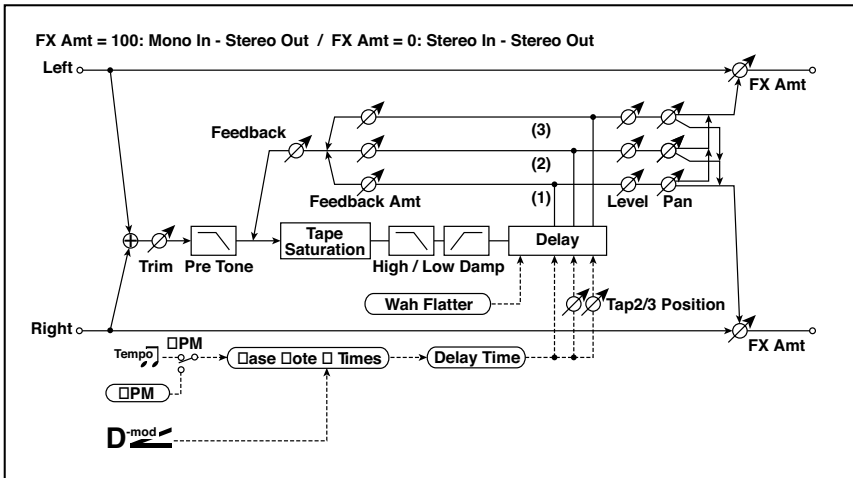 FX Amt = 100: Mono In - Stereo Out / FX Amt = 0: Stereo In - Stereo Out
Left
FX Amt
(3)
Feedback
(2)
(1)
Feedback Amt
Level
Pan
Trim
Pre Tone
Tape
Saturation
High / Low Damp
Delay
Wah Flatter
Tap2/3 Position
Right
FX Amt
□PM
Tempo
□ase □ote □ Times
Delay Time
□PM
D-mod